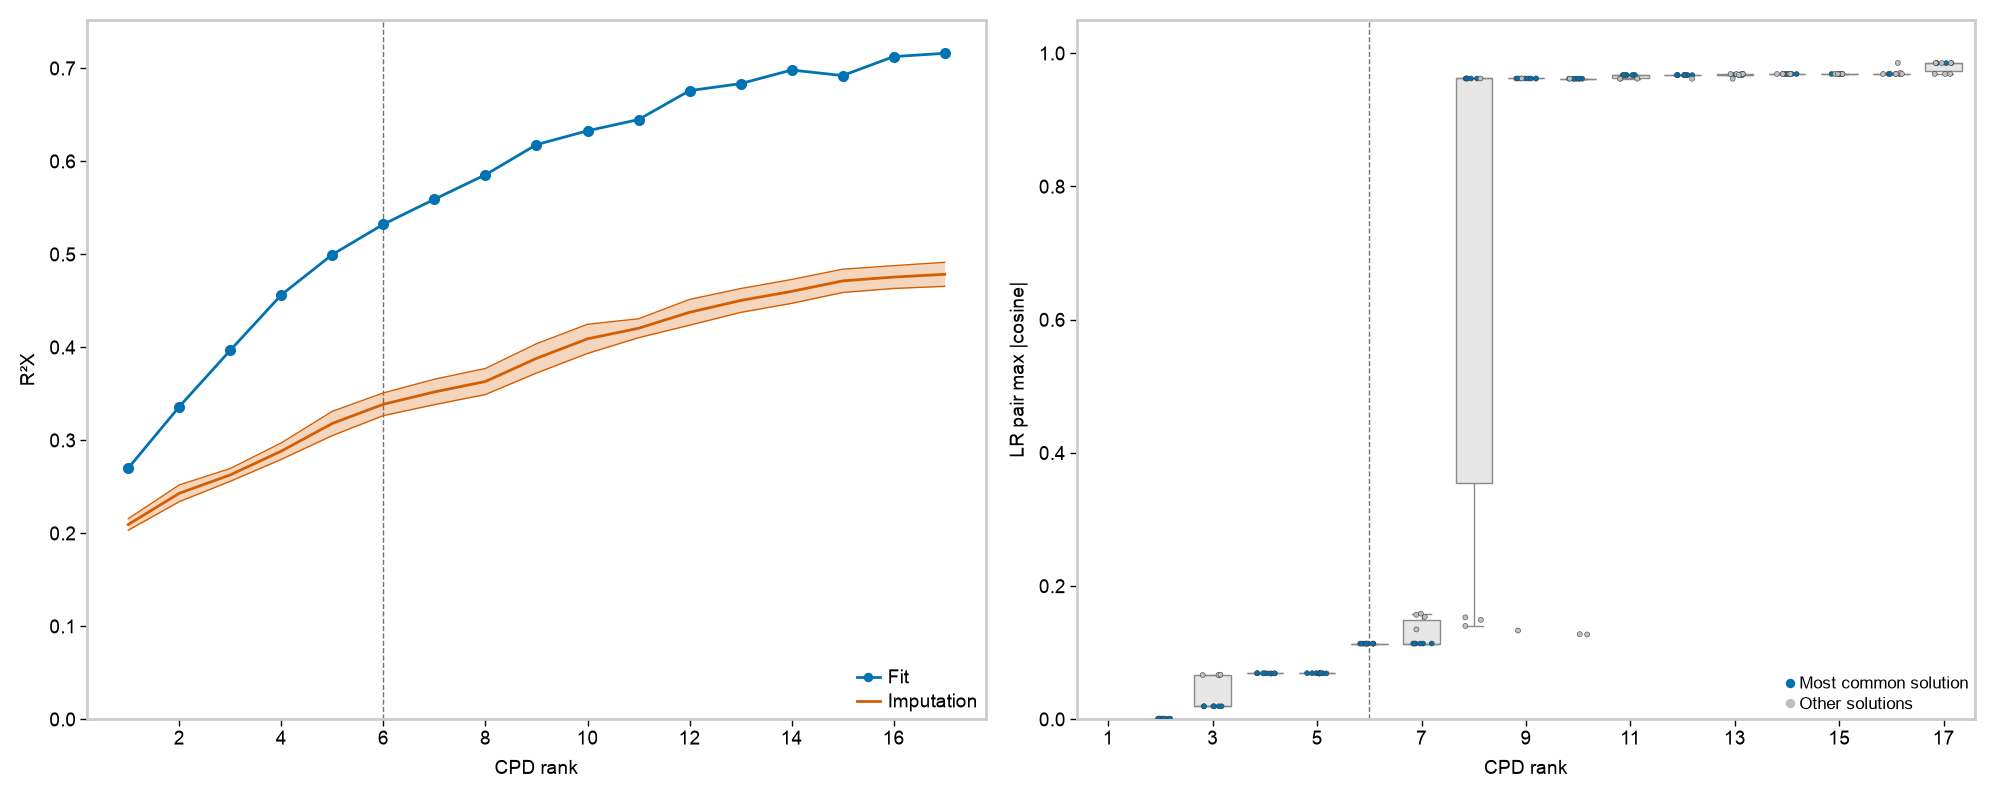 R²X
0.7
0.6
0.5
0.4
0.3
0.2
0.1
0.0
2 4 6 8 10 12 14 16
CPD rank
Fit
Imputation
LR pair max |cosine|
1.0
0.8
0.6
0.4
0.2
0.0
1 3 5 7 9 11 13 15 17
CPD rank
Most common solution
Other solutions